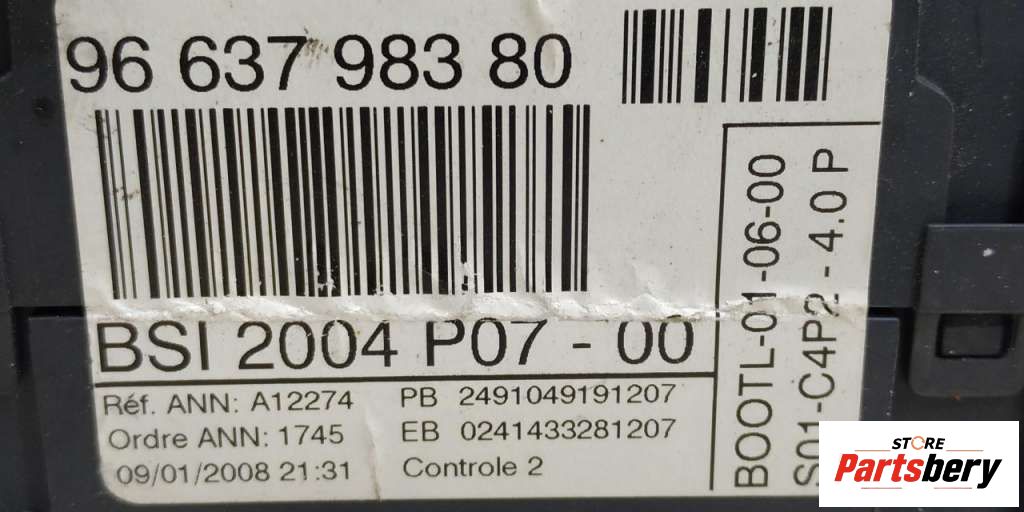 96 637 983 80
BSI 2004 P07 - 00
Réf. ANN: A12274 PB 2491049191207
Ordre ANN: 1745 EB 0241433281207
09/01/2008 21:31 Controle 2
BOOTL-01-06-00
S01-C4P2 - 4.0 P
STORE
Partsbery